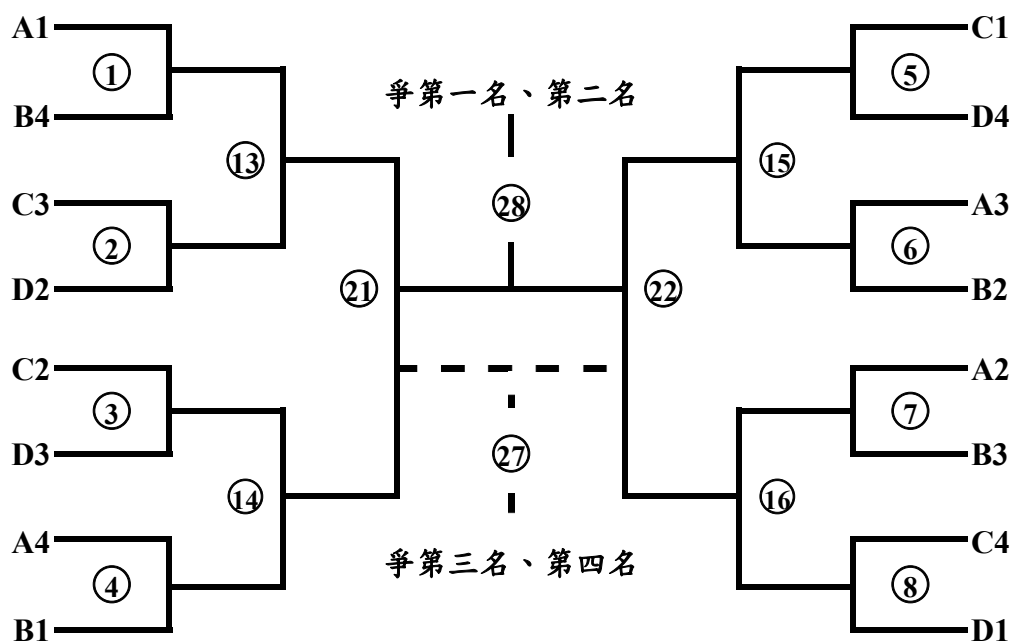 A1
C1
①
⑤
爭第一名、第二名
B4
D4
⑬
⑮
C3
A3
㉘
②
⑥
D2
B2
㉑
㉒
C2
A2
③
⑦
D3
B3
㉗
⑭
⑯
A4
C4
爭第三名、第四名
④
⑧
B1
D1